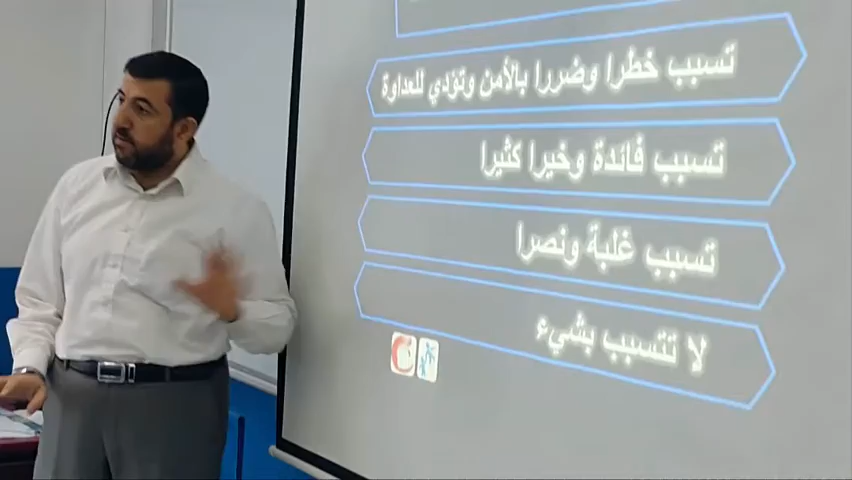 تسبب خطرا وضررا بالأمن وتؤدي للعداوة
تسبب فائدة وخيرا كثيرا
تسبب غلبة ونصرا
لا تتسبب بشيء